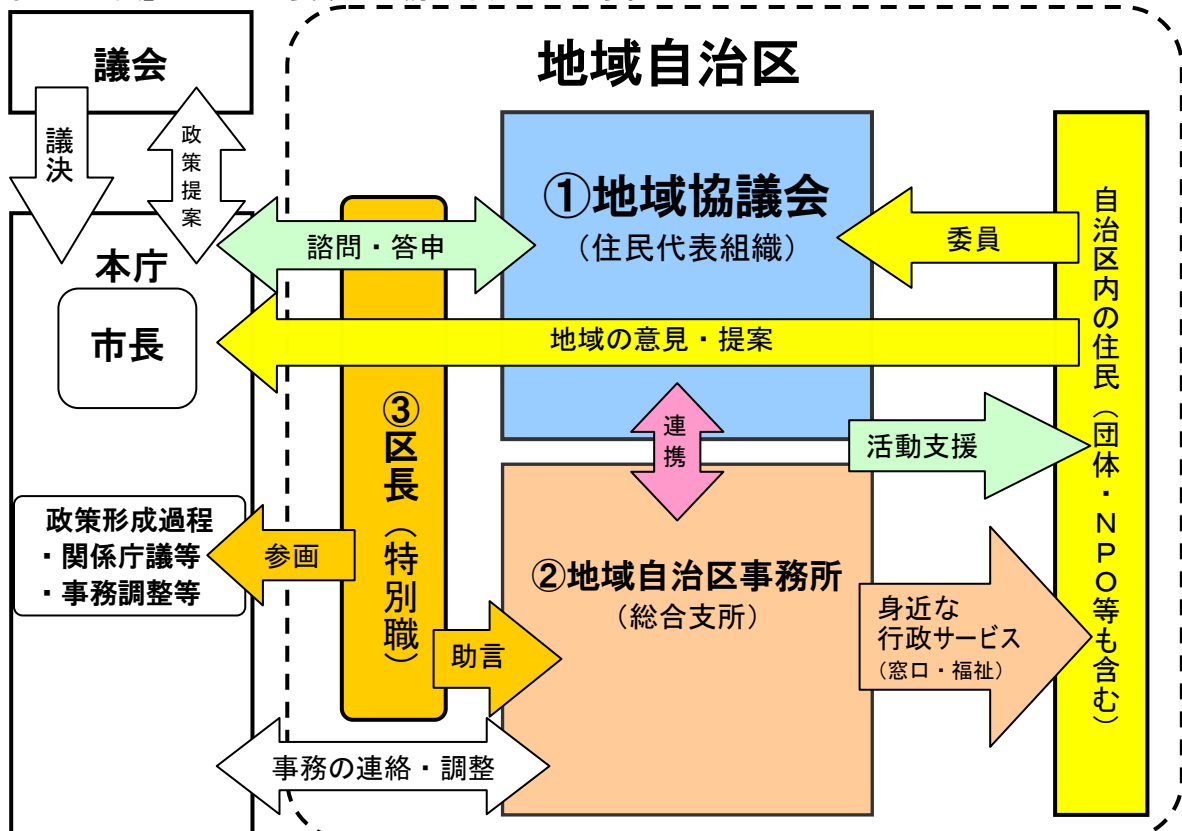 議会
議決
政策提案
本庁
市長
政策形成過程
・関係庁議等
・事務調整等
地域自治区
①地域協議会
（住民代表組織）
諮問・答申
委員
地域の意見・提案
連携
活動支援
③区長（特別職）
参画
助言
②地域自治区事務所
（総合支所）
身近な
行政サービス
（窓口・福祉）
事務の連絡・調整
自治区内の住民（団体・NPO等も含む）